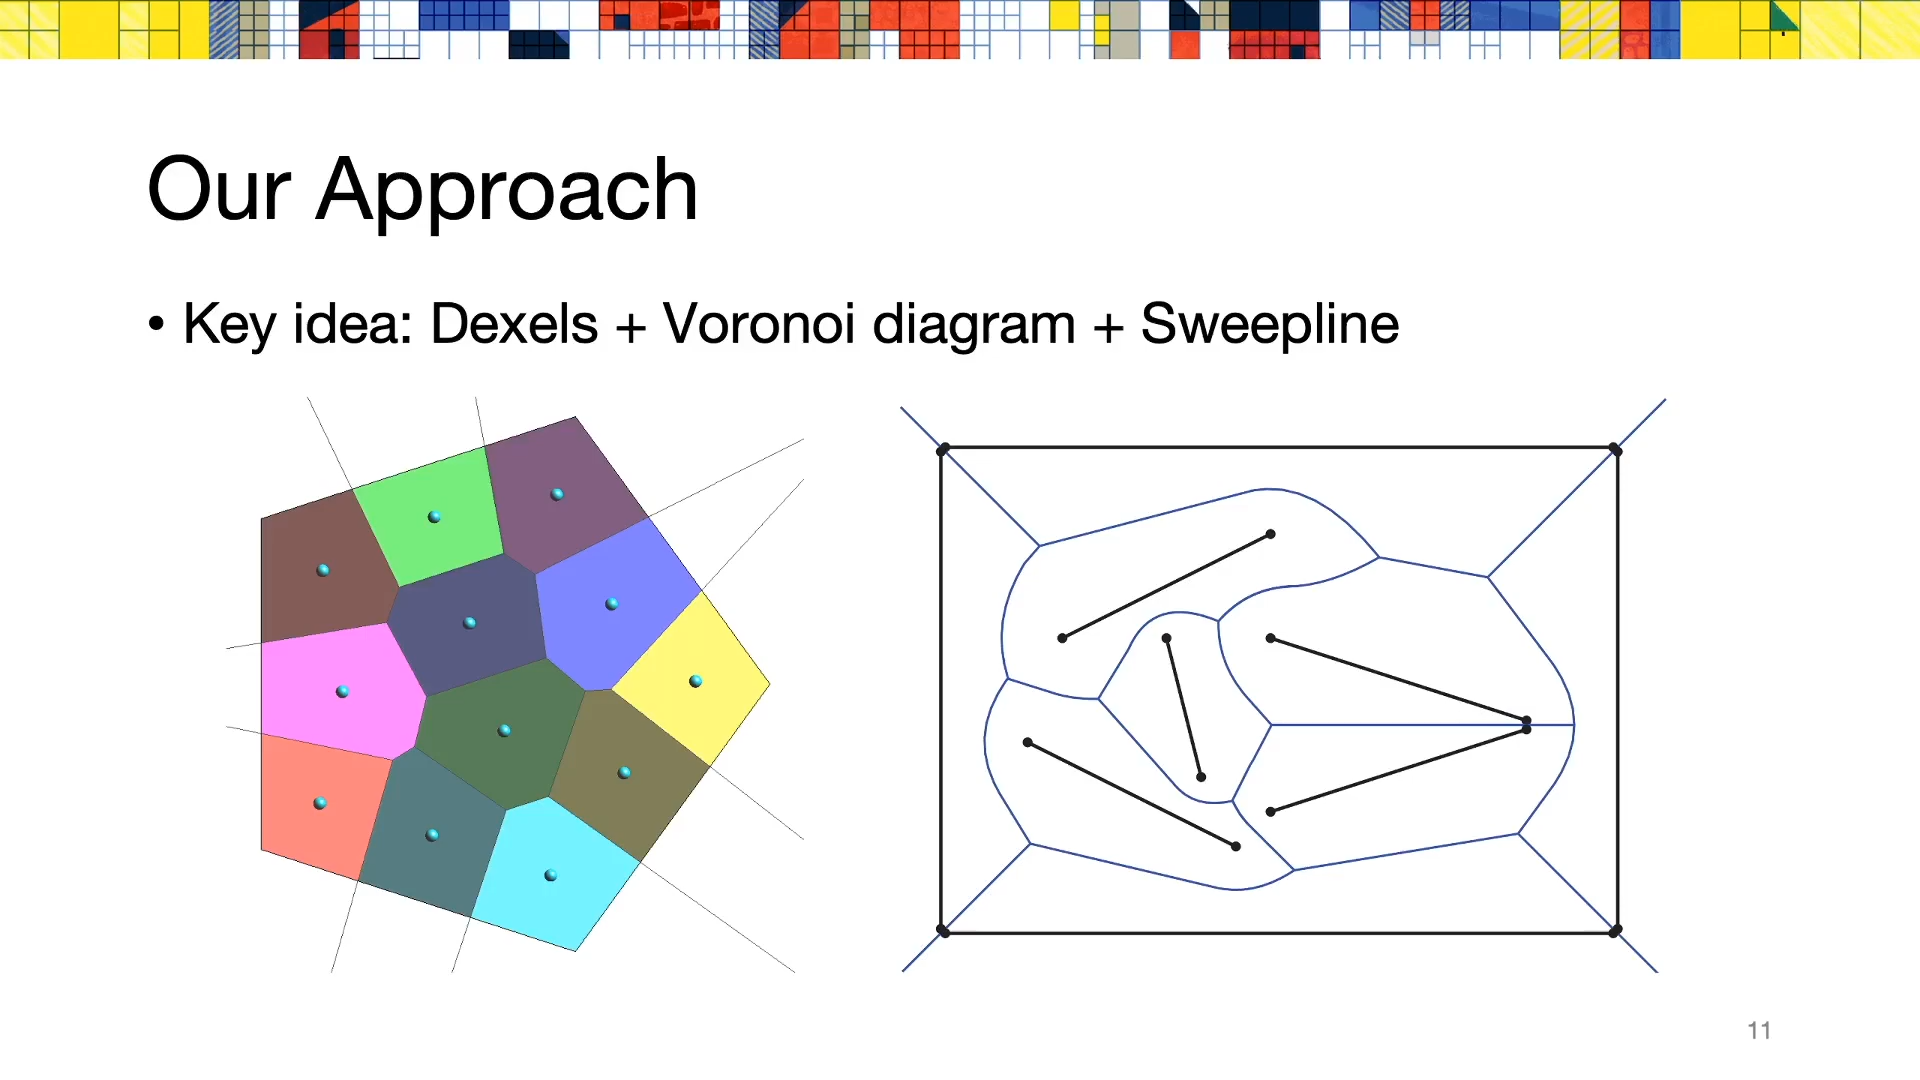 Our Approach
• Key idea: Dexels + Voronoi diagram + Sweepline
11